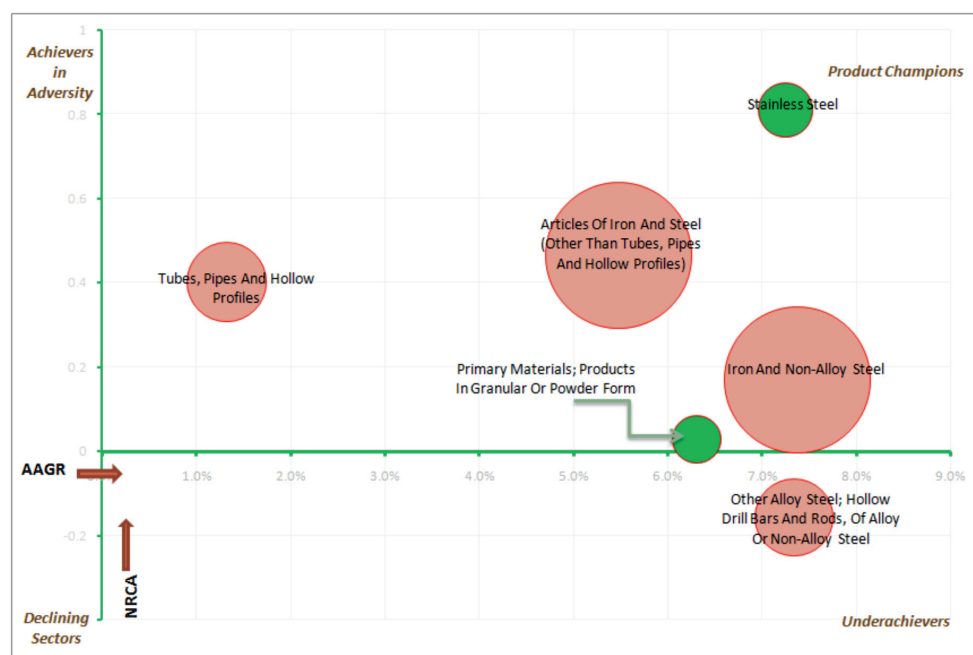 1
Achievers
in
Adversity
Product Champions
Stainless Steel
0.8
0.6
Articles Of Iron And Steel
(Other Than Tubes, Pipes
And Hollow Profiles)
0.4
Tubes, Pipes And Hollow
Profiles
Primary Materials; Products
In Granular Or Powder Form
Iron And Non-Alloy Steel
0.2
0
AAGR
1.0%
2.0%
3.0%
4.0%
5.0%
6.0%
7.0%
8.0%
9.0%
Other Alloy Steel; Hollow
Drill Bars And Rods, Of Alloy
Or Non-Alloy Steel
-0.2
NRCA
Declining
Sectors
Underachievers